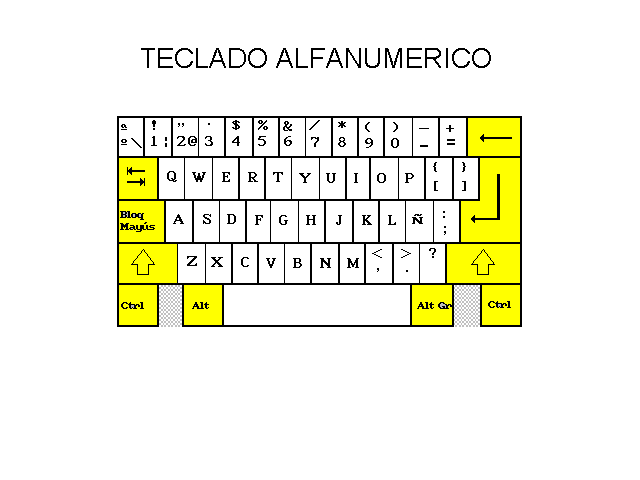 TECLADO ALFANUMERICO
ª ! " · $ % & / * ( ) — +
º \ 1 ¦ 2@ 3 4 5 6 7 8 9 0 - =
Q W E R T Y U I O P { [ } ]
Bloq Mayús A S D F G H J K L Ñ : ;
Z X C V B N M < , > . ?
Ctrl Alt Alt Gr Ctrl